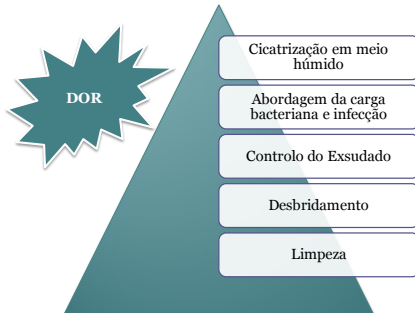 DOR
Cicatrização em meio
húmido
Abordagem da carga
bacteriana e infecção
Controlo do Exsudado
Desbridamento
Limpeza